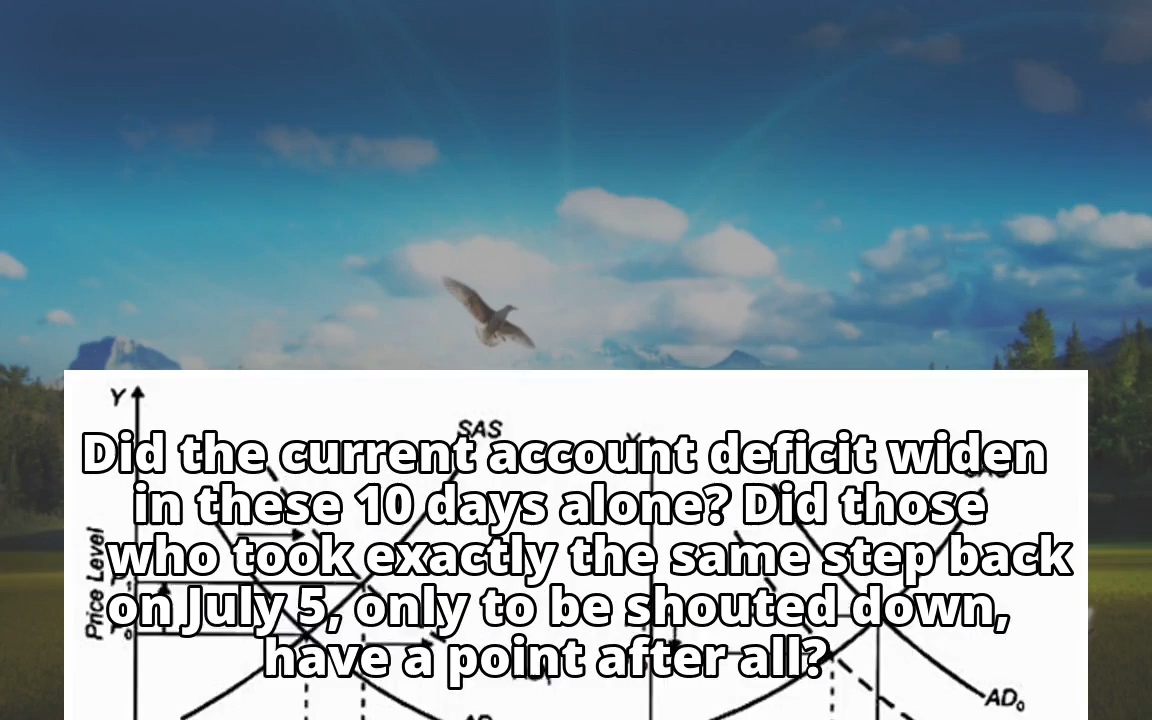 Y
SAS
Did the current account deficit widen
in these 10 days alone? Did those
who took exactly the same step back
on July 5, only to be shouted down,
have a point after all?
Price Level
AD₀